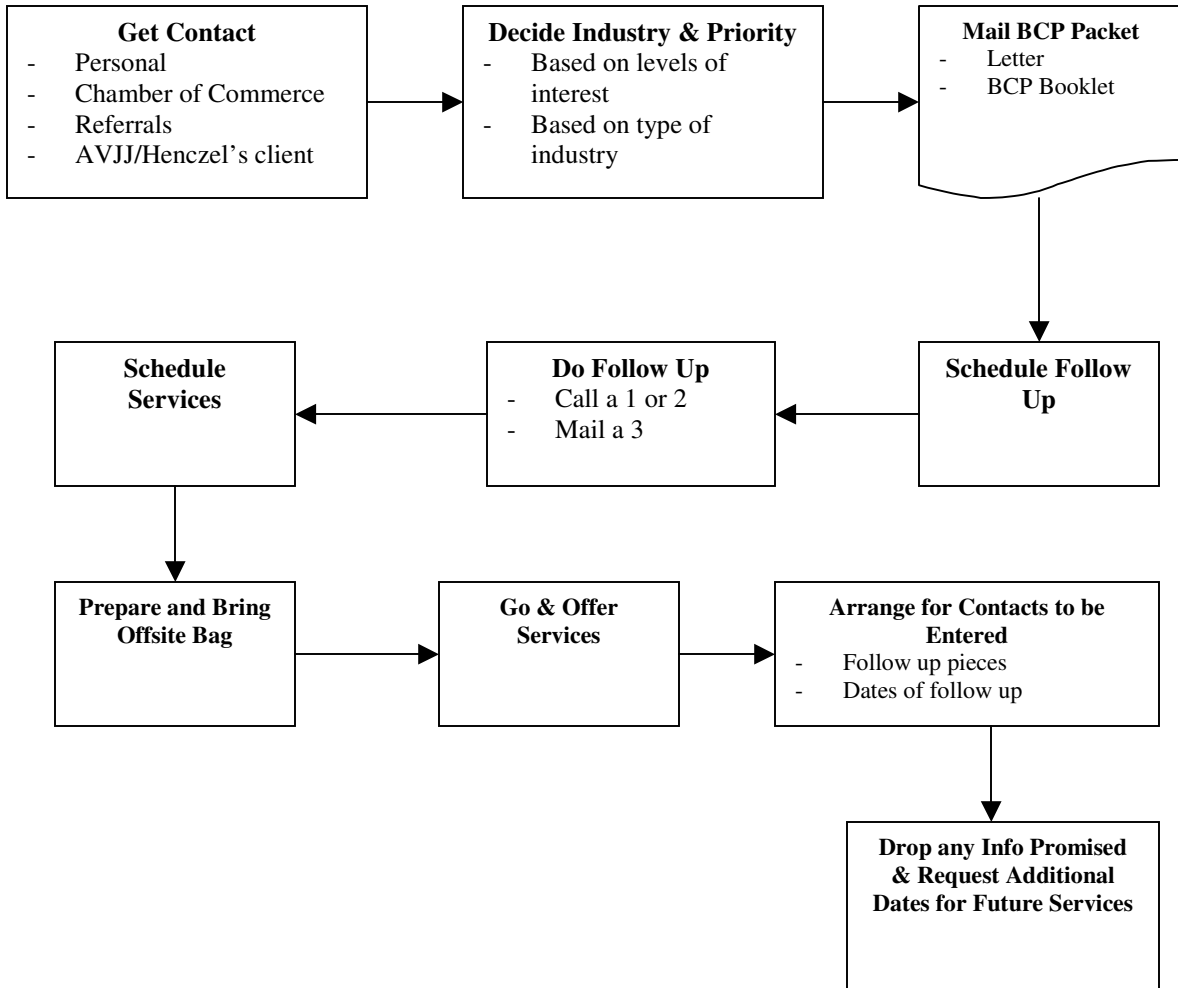 Get Contact
- Personal
- Chamber of Commerce
- Referrals
- AVJJ/Henczel's client
Decide Industry & Priority
- Based on levels of
interest
- Based on type of
industry
Mail BCP Packet
- Letter
- BCP Booklet
Schedule Follow
Up
Do Follow Up
- Call a 1 or 2
- Mail a 3
Schedule
Services
Prepare and Bring
Offsite Bag
Go & Offer
Services
Arrange for Contacts to be
Entered
- Follow up pieces
- Dates of follow up
Drop any Info Promised
& Request Additional
Dates for Future Services